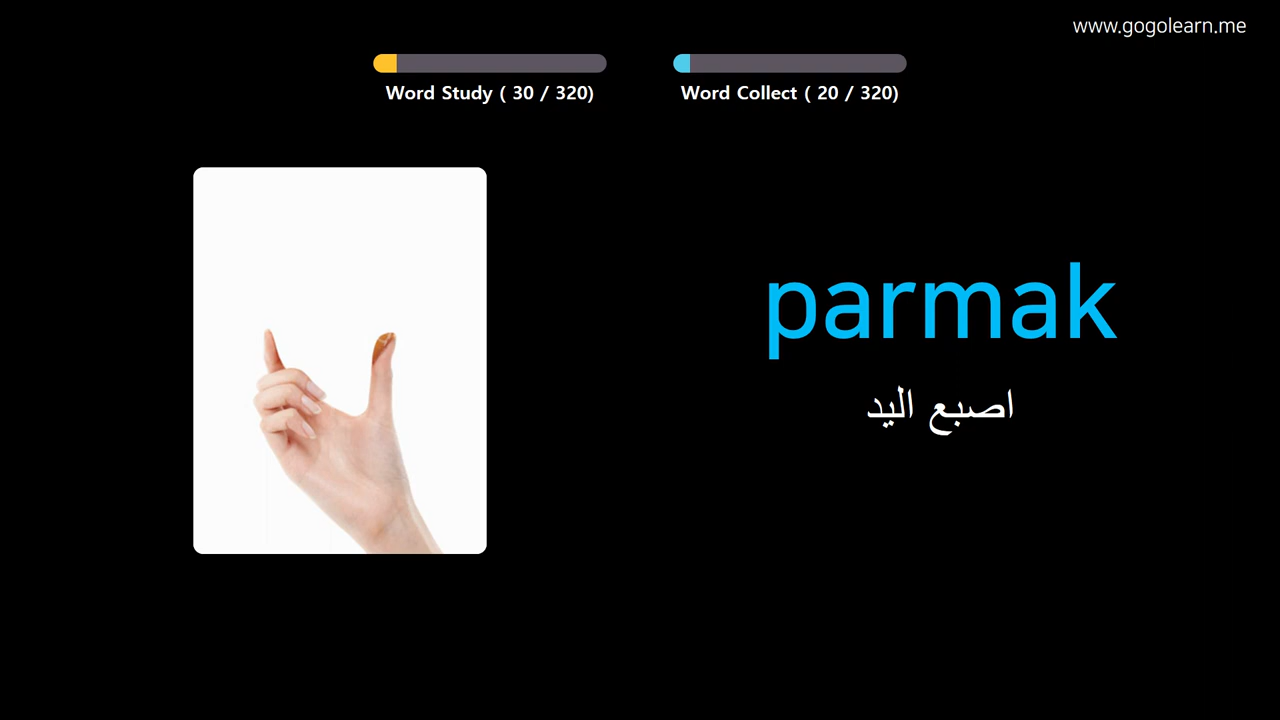 www.gogolearn.me
Word Study ( 30 / 320)
Word Collect ( 20 / 320)
parmak
اصبع اليد